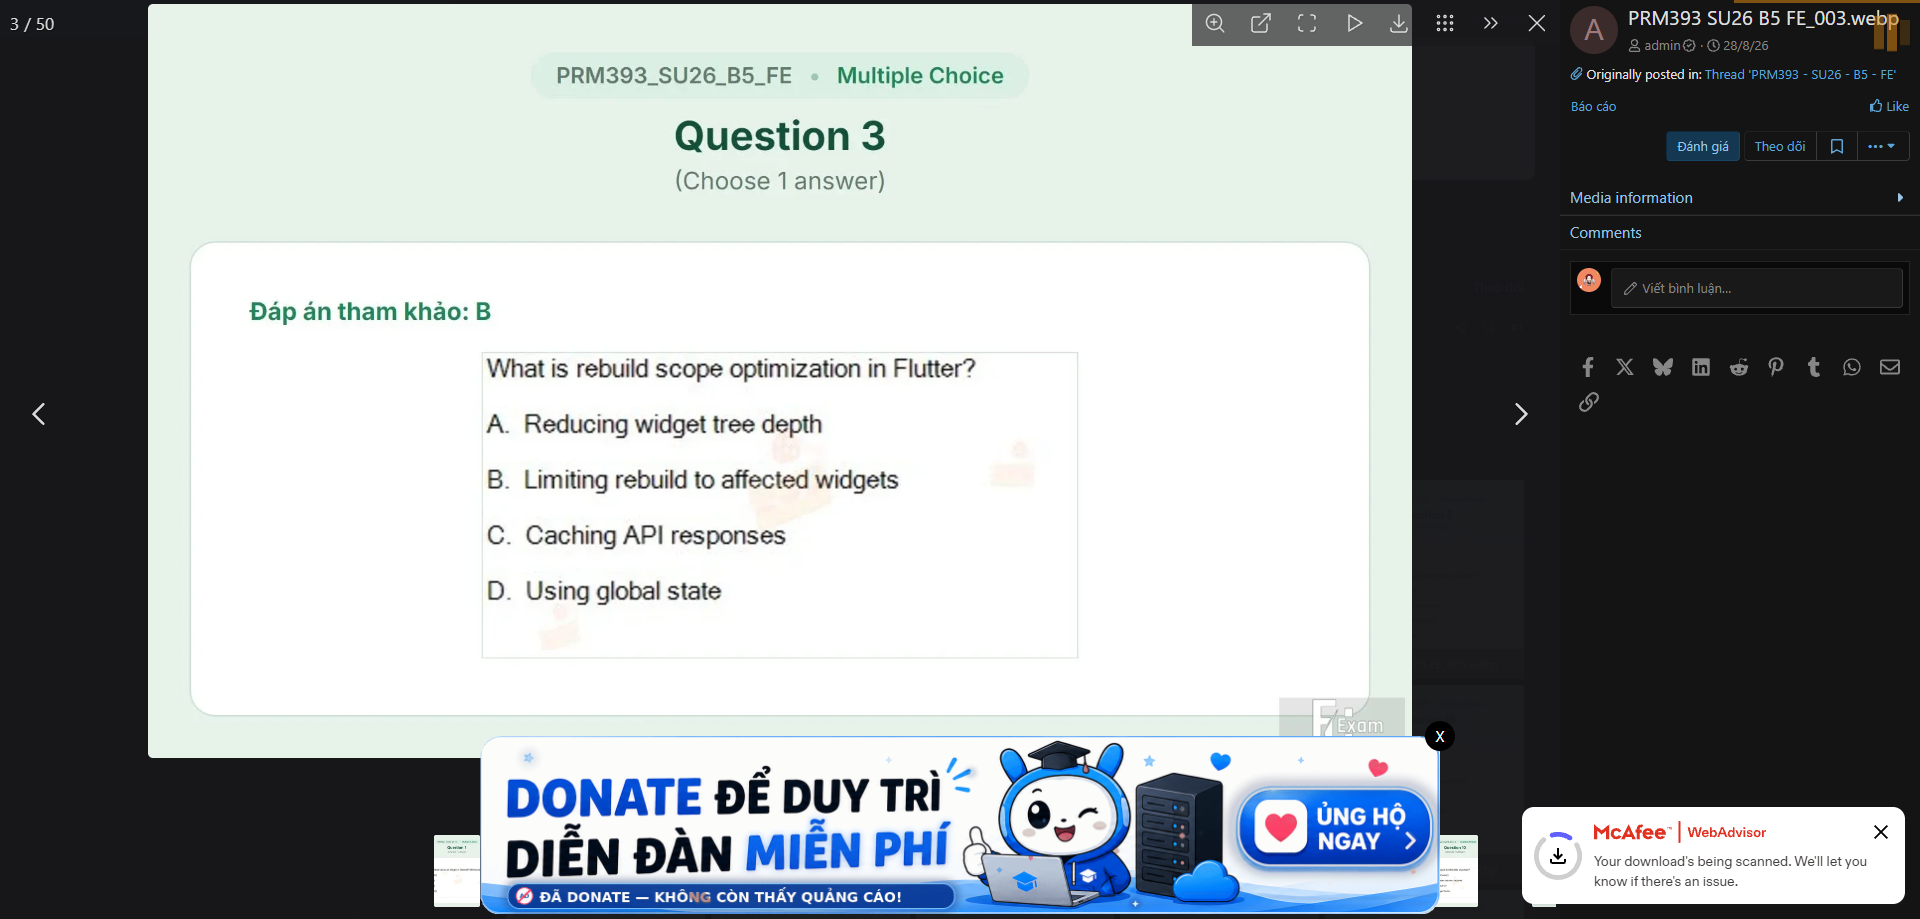 3 / 50
PRM393_SU26_B5_FE • Multiple Choice
Question 3
(Choose 1 answer)
Đáp án tham khảo: B
What is rebuild scope optimization in Flutter?
A. Reducing widget tree depth
B. Limiting rebuild to affected widgets
C. Caching API responses
D. Using global state
Exam
DONATE ĐỂ DUY TRÌ
DIỄN ĐÀN MIỄN PHÍ
ĐÃ DONATE — KHÔNG CÒN THẤY QUẢNG CÁO!
ỦNG HỘ
NGAY
X
A
PRM393 SU26 B5 FE_003.webp
admin · 28/8/26
Originally posted in: Thread 'PRM393 - SU26 - B5 - FE'
Báo cáo
Like
Đánh giá
Theo dõi
Media information
Comments
Viết bình luận...
McAfee | WebAdvisor
Your download's being scanned. We'll let you
know if there's an issue.